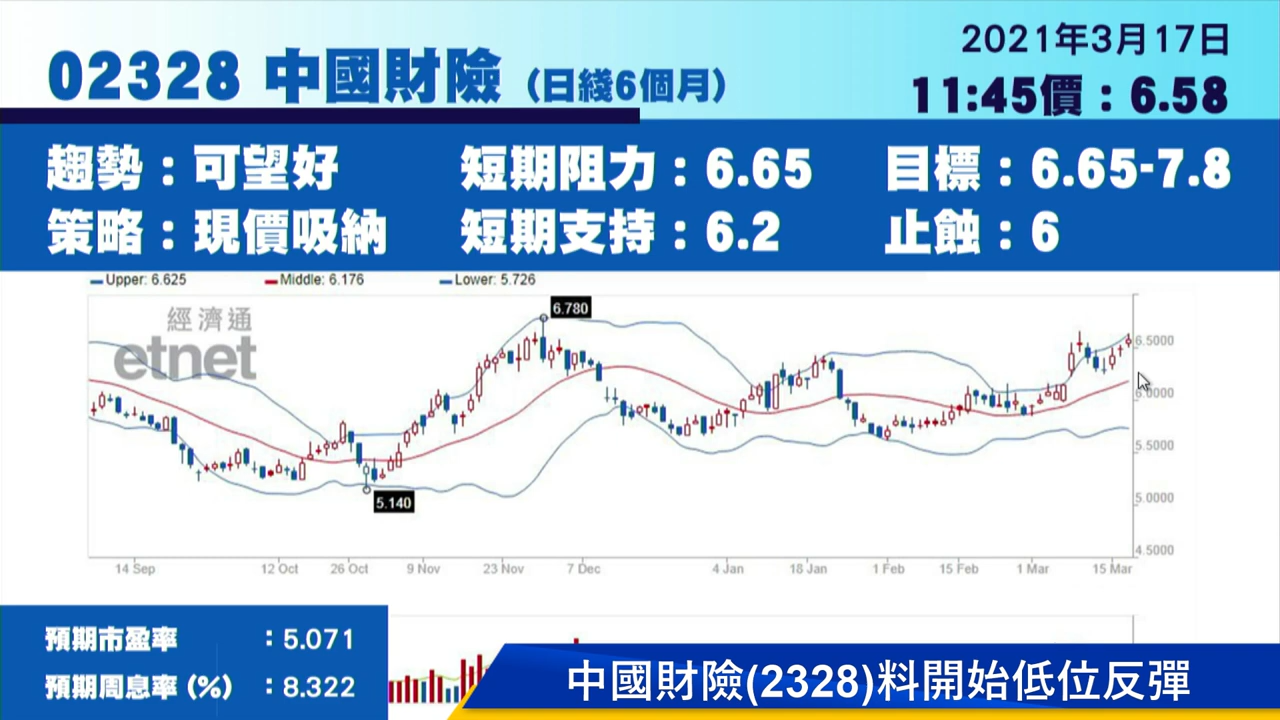 02328 中國財險 (日綫6個月)
2021年3月17日
11:45價：6.58
趨勢：可望好
短期阻力：6.65
目標：6.65-7.8
策略：現價吸納
短期支持：6.2
止蝕：6
Upper: 6.625 Middle: 6.176 Lower: 5.726
經濟通
etnet
6.780
5.140
6.5000
6.0000
5.5000
5.0000
4.5000
14 Sep 12 Oct 26 Oct 9 Nov 23 Nov 7 Dec 4 Jan 18 Jan 1 Feb 15 Feb 1 Mar 15 Mar
預期市盈率 ：5.071
預期周息率 (%) ：8.322
中國財險(2328)料開始低位反彈